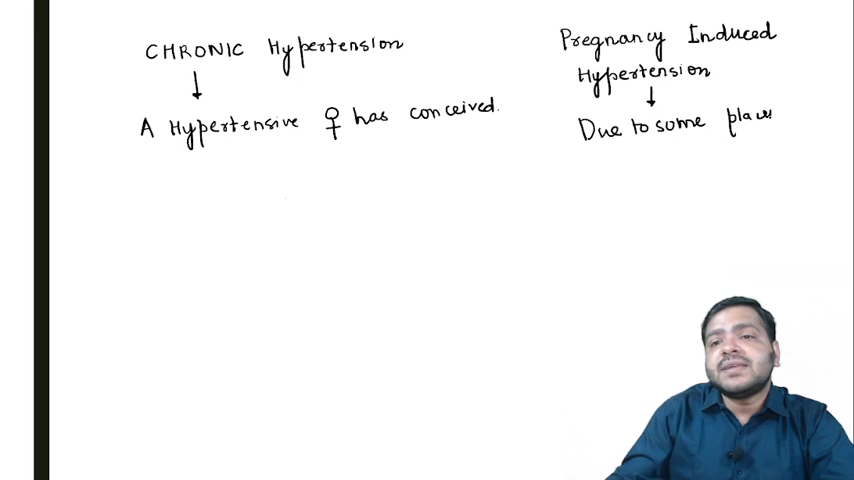 CHRONIC Hypertension
↓
A Hypertensive ♀ has conceived.
Pregnancy Induced
Hypertension
↓
Due to some